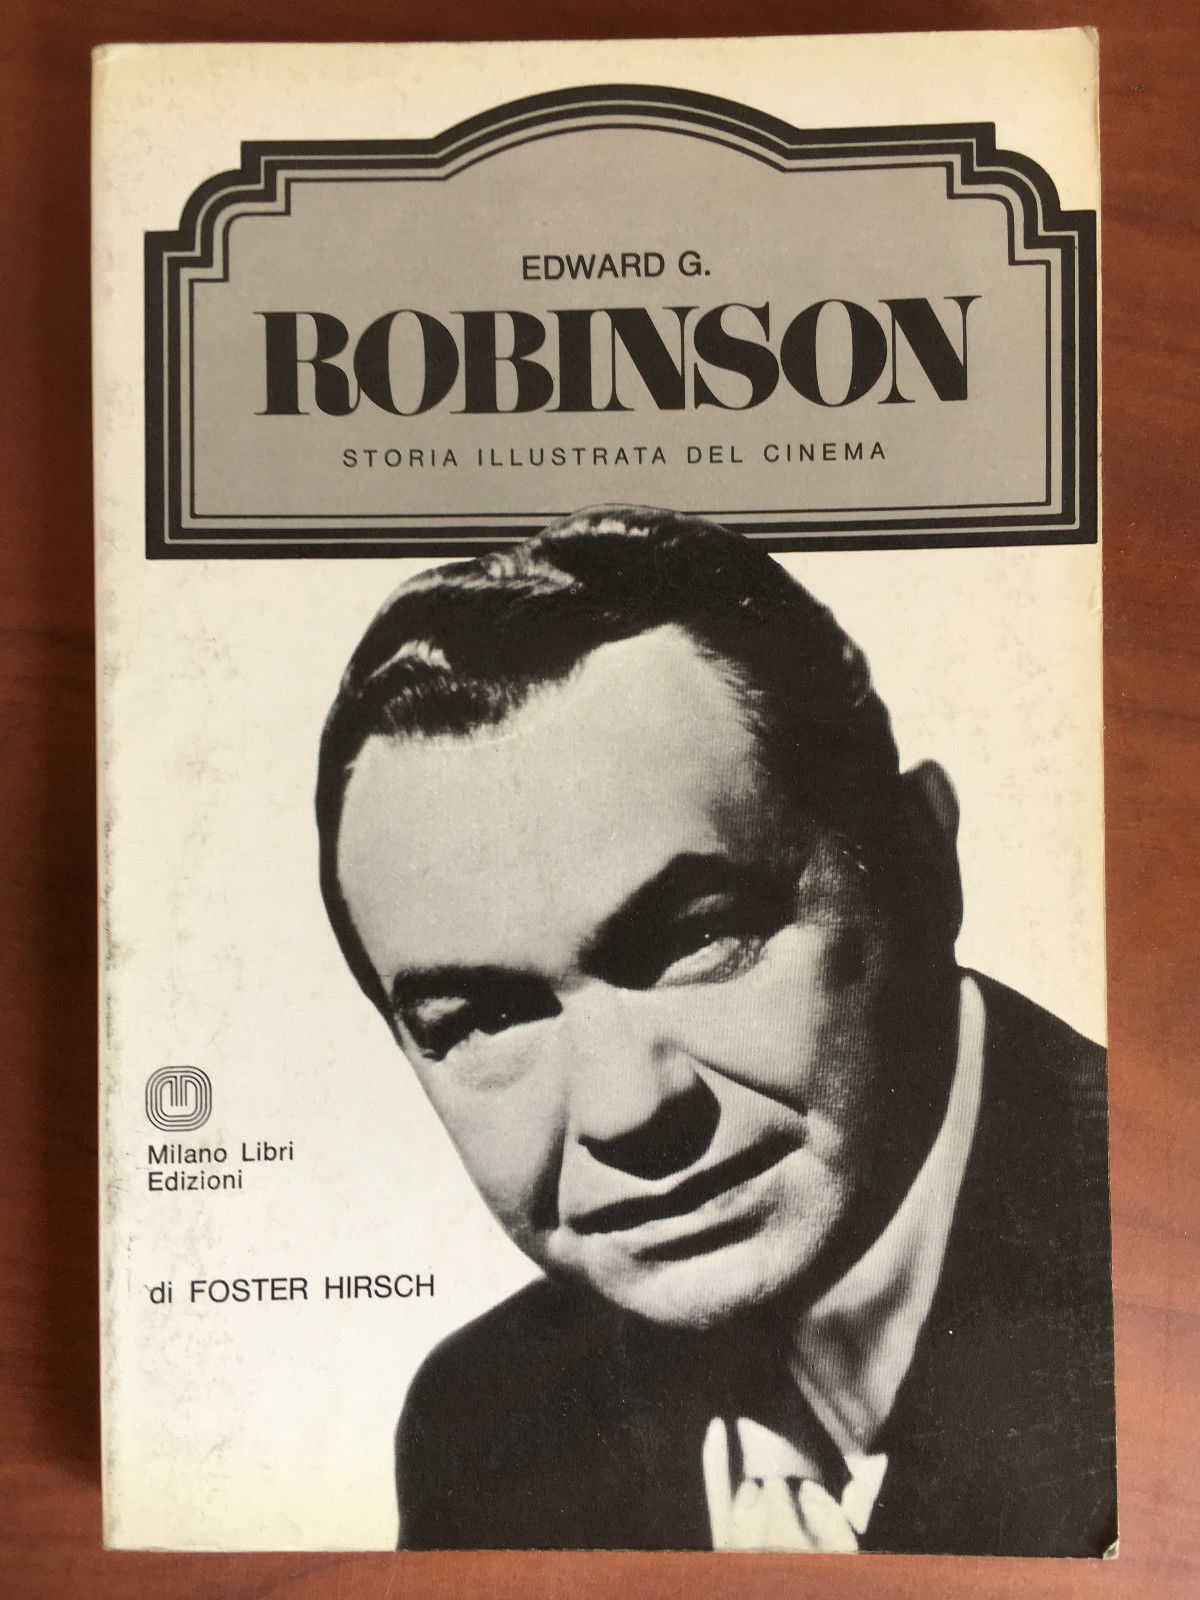 EDWARD G.
ROBINSON
STORIA ILLUSTRATA DEL CINEMA
Milano Libri
Edizioni
di FOSTER HIRSCH